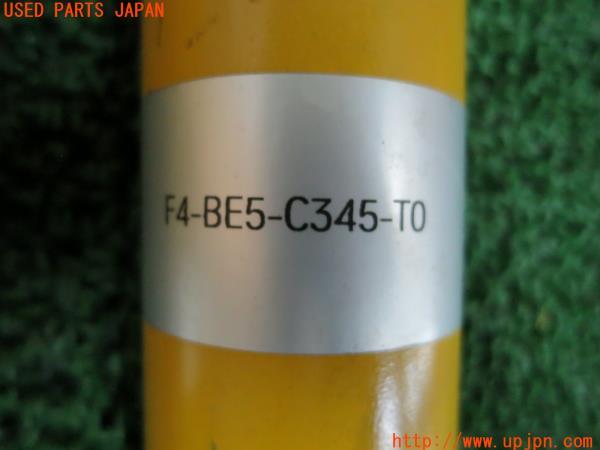 USED PARTS JAPAN
F4-BE5-C345-T0
http://www.upjpn.com/